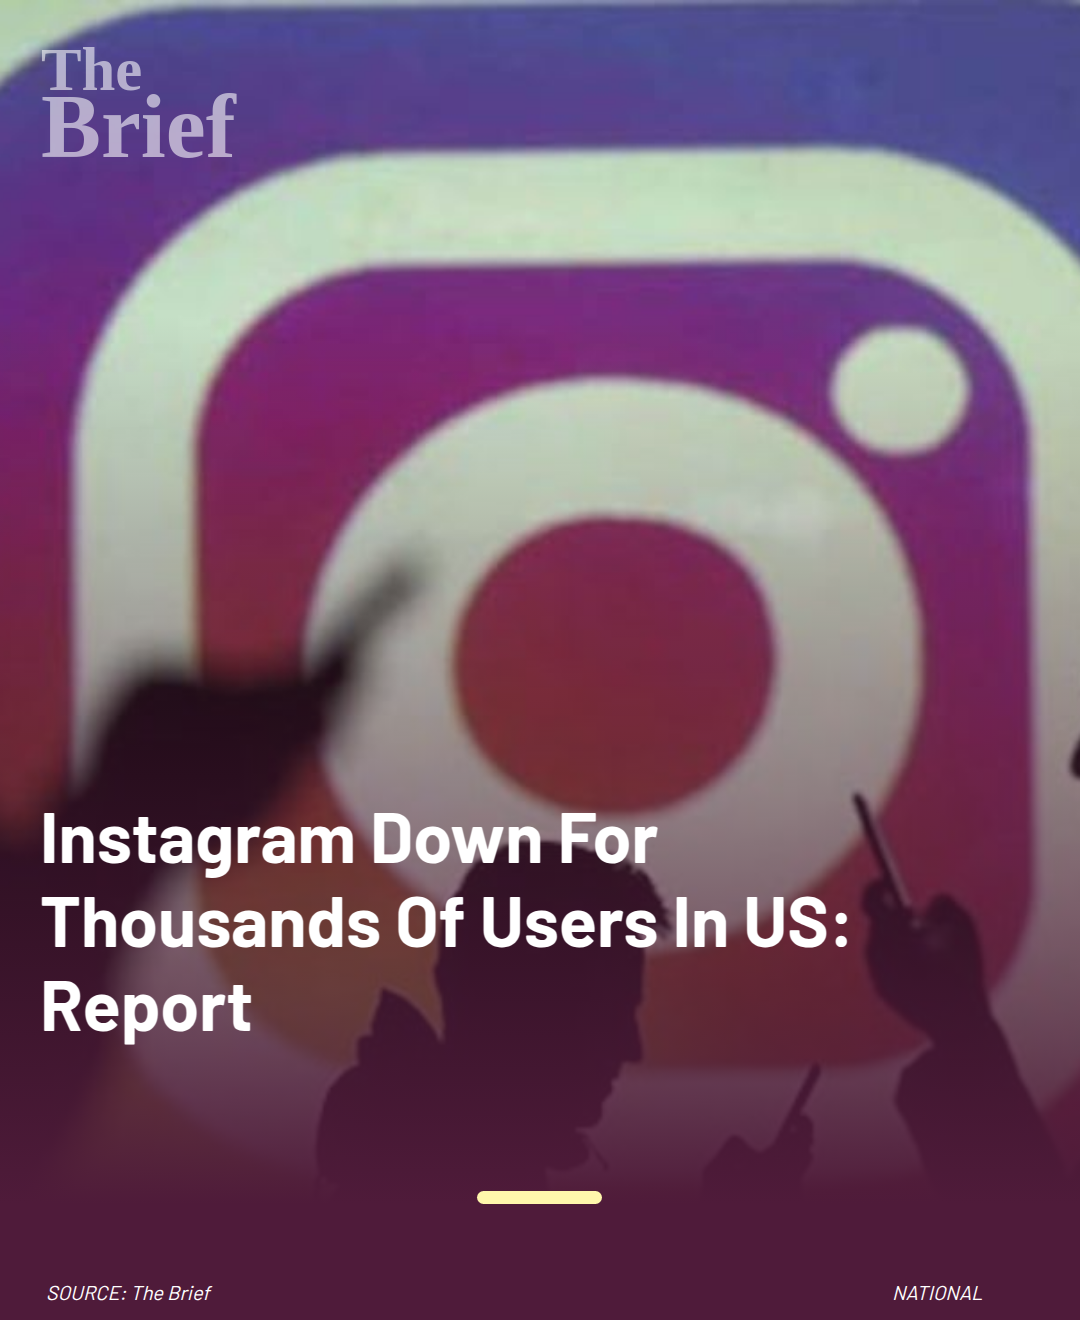 The
Brief
Instagram Down For
Thousands Of Users In US:
Report
SOURCE: The Brief
NATIONAL